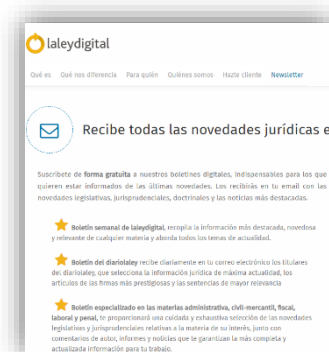 laleydigital
Qué es Qué nos diferencia Para quién Quiénes somos Hazte cliente Newsletter
Recibe todas las novedades jurídicas e
Suscríbete de forma gratuita a nuestros boletines digitales, indispensables para los que
quieren estar informados de las últimas novedades. Los recibirás en tu email con las
novedades legislativas, jurisprudenciales, doctrinales y las noticias más destacadas.
Boletín semanal de laleydigital, recopila la información más destacada, novedosa
y relevante de cualquier materia y aborda todos los temas de actualidad.
Boletín del diariolaley recibe diariamente en tu correo electrónico los titulares
del diariolaley, que selecciona la información jurídica de máxima actualidad, los
artículos de las firmas más prestigiosas y las sentencias de mayor relevancia
Boletín especializado en las materias administrativa, civil-mercantil, fiscal,
laboral y penal, te proporcionará una cuidada y exhaustiva selección de las novedades
legislativas y jurisprudenciales relativas a la materia de su interés, junto con
comentarios de autor, informes y noticias que te garantizan la más completa y
actualizada información para tu trabajo.